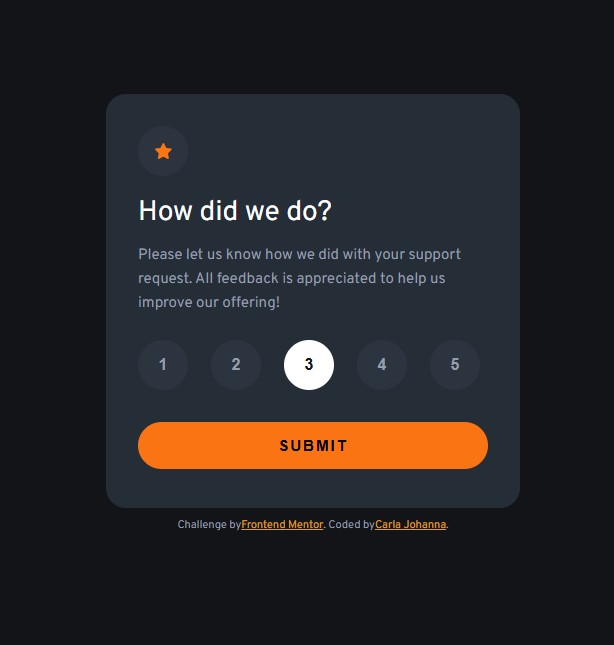 How did we do?
Please let us know how we did with your support
request. All feedback is appreciated to help us
improve our offering!
1 2 3 4 5
SUBMIT
Challenge byFrontend Mentor. Coded byCarla Johanna.